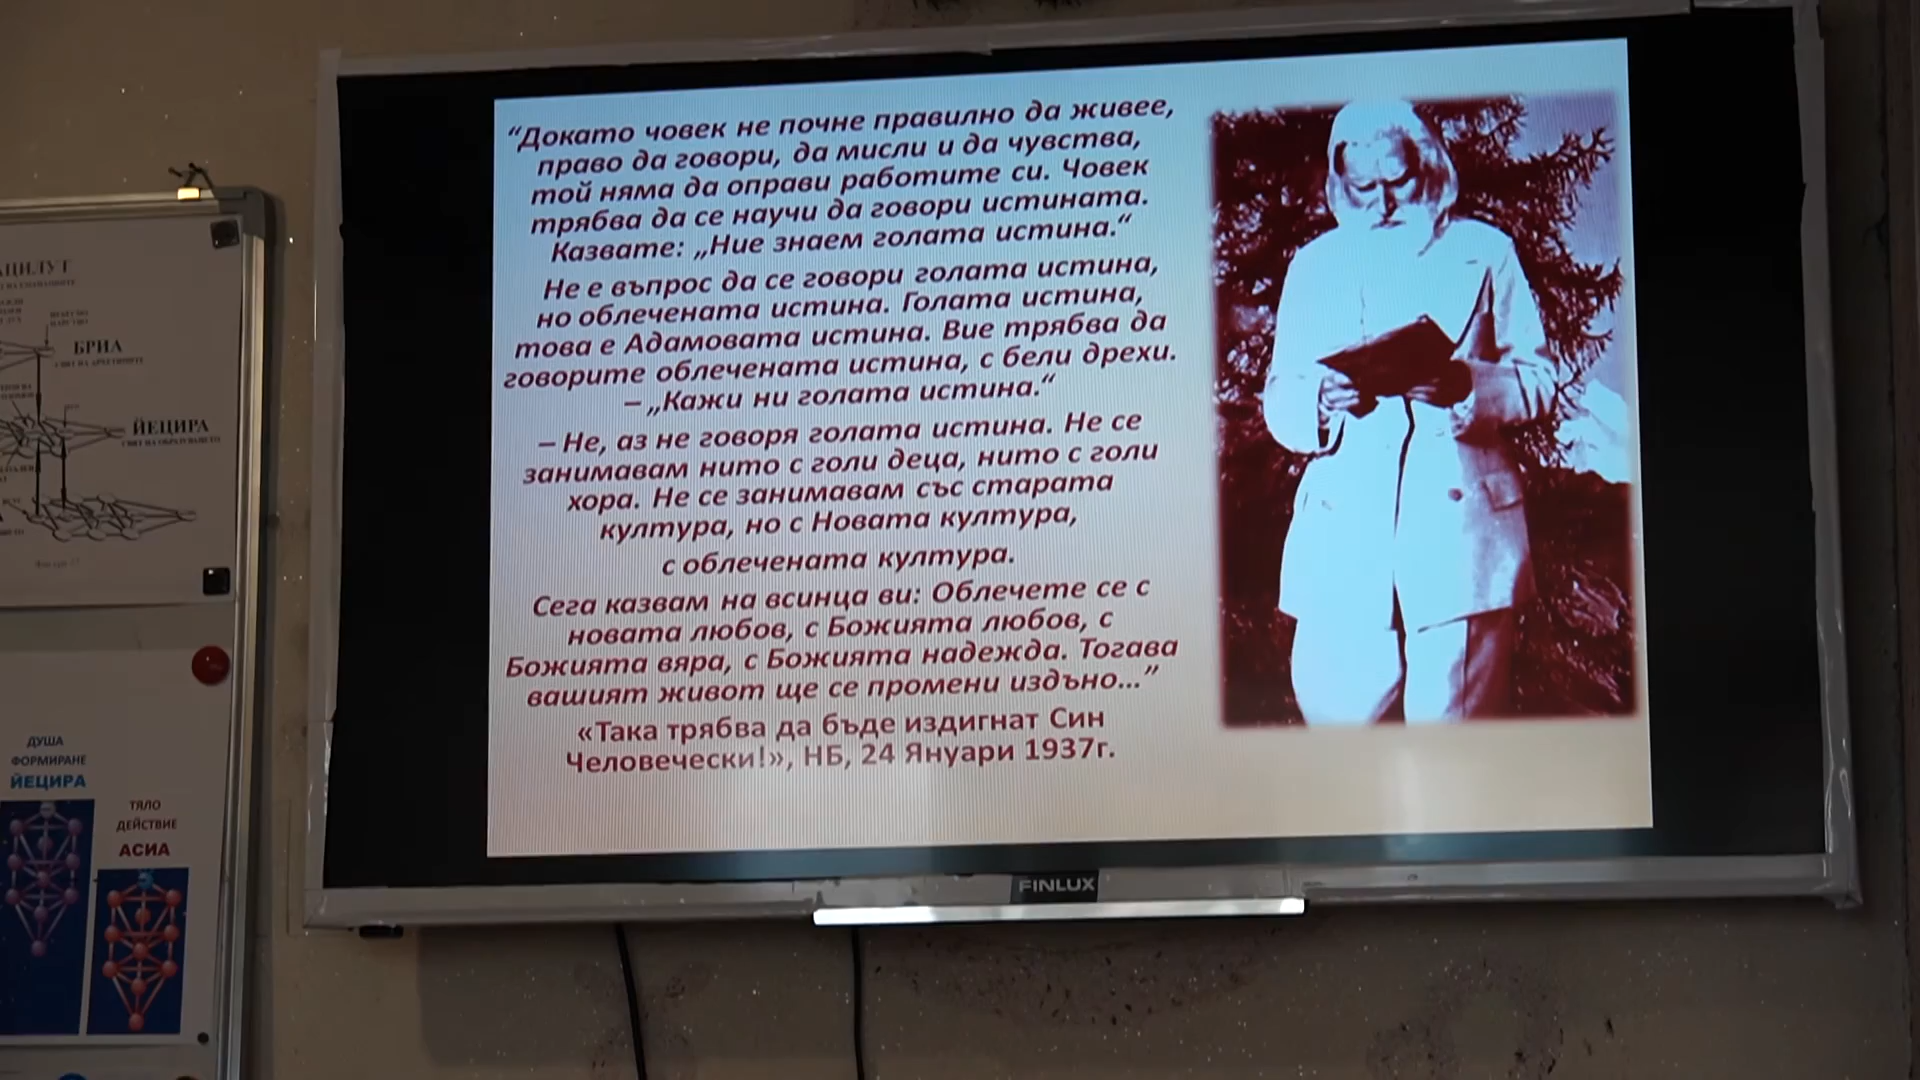 “Докато човек не почне правилно да живее,
право да говори, да мисли и да чувства,
той няма да оправи работите си. Човек
трябва да се научи да говори истината.
Казвате: „Ние знаем голата истина.“
Не е въпрос да се говори голата истина,
но облечената истина. Голата истина,
това е Адамовата истина. Вие трябва да
говорите облечената истина, с бели дрехи.
– „Кажи ни голата истина.“
– Не, аз не говоря голата истина. Не се
занимавам нито с голи деца, нито с голи
хора. Не се занимавам със старата
култура, но с Новата култура,
с облечената култура.
Сега казвам на всинца ви: Облечете се с
новата любов, с Божията любов, с
Божията вяра, с Божията надежда. Тогава
вашият живот ще се промени издъно...”
«Така трябва да бъде издигнат Син
Человечески!», НБ, 24 Януари 1937г.
FINLUX
БРИА
ЙЕЦИРА
ДУША
ФОРМИРАНЕ
ЙЕЦИРА
ТЯЛО
ДЕЙСТВИЕ
АСИА